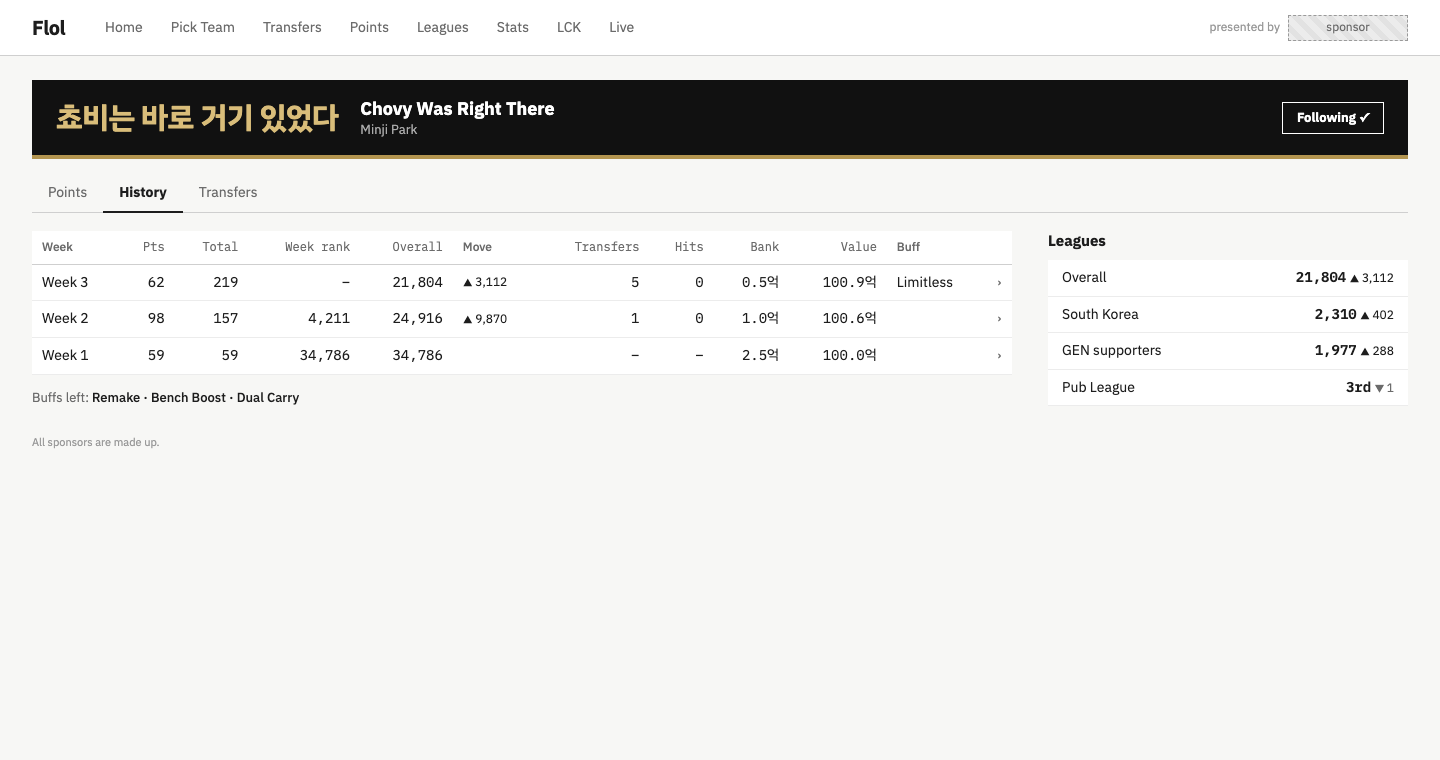 Flol Home Pick Team Transfers Points Leagues Stats LCK Live presented by sponsor
쵸비는 바로 거기 있었다 Chovy Was Right There Following ✓
Minji Park
Points History Transfers
Week Pts Total Week rank Overall Move Transfers Hits Bank Value Buff
Week 3 62 219 – 21,804 ▲ 3,112 5 0 0.5억 100.9억 Limitless ›
Week 2 98 157 4,211 24,916 ▲ 9,870 1 0 1.0억 100.6억 ›
Week 1 59 59 34,786 34,786 – – 2.5억 100.0억 ›
Buffs left: Remake · Bench Boost · Dual Carry
Leagues
Overall 21,804 ▲ 3,112
South Korea 2,310 ▲ 402
GEN supporters 1,977 ▲ 288
Pub League 3rd ▼ 1
All sponsors are made up.